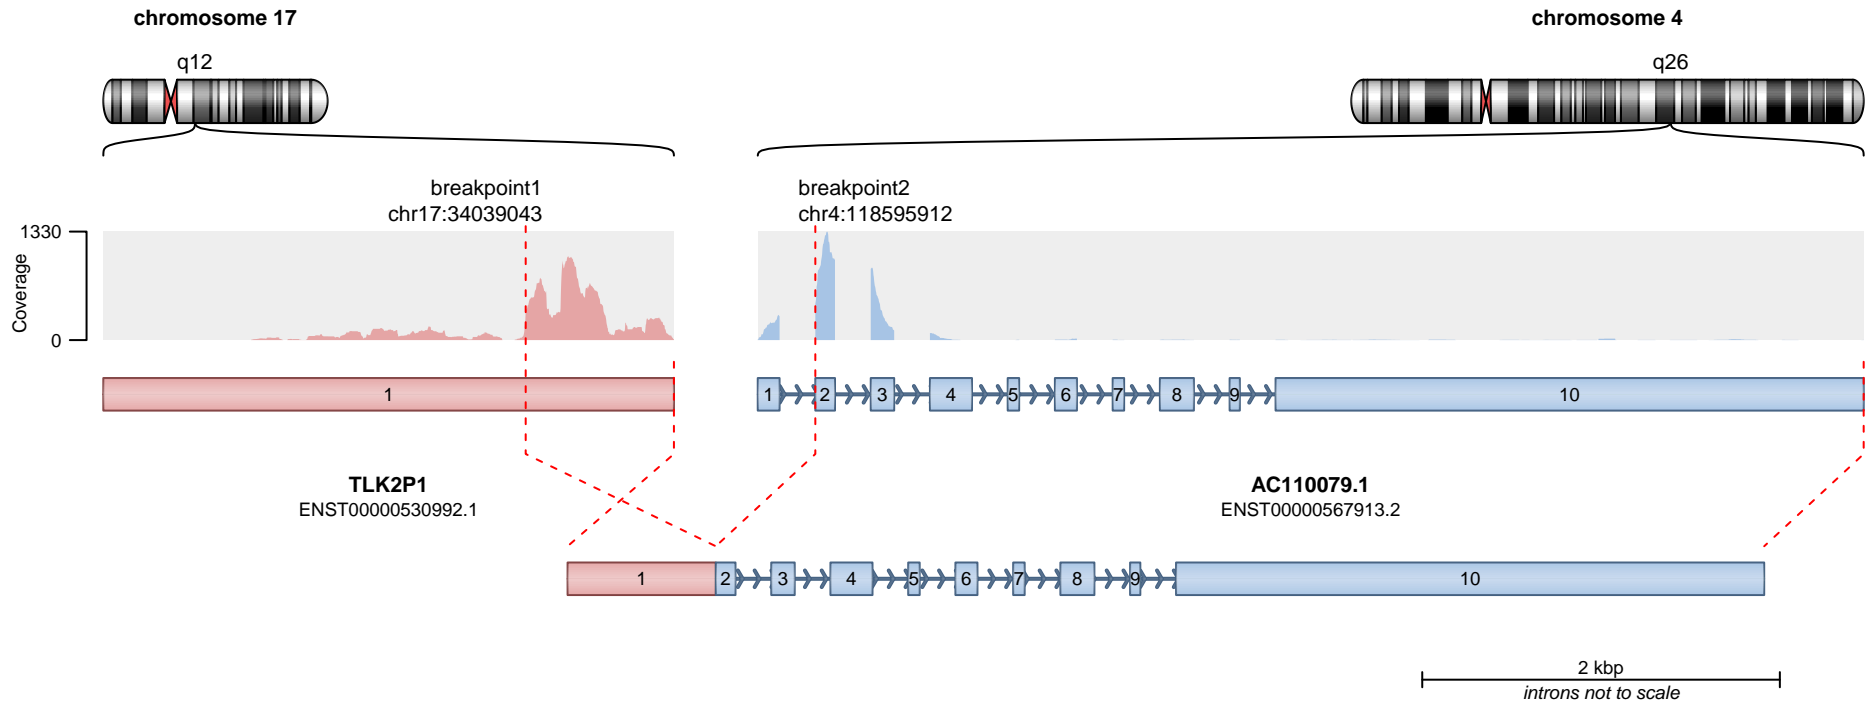 chromosome 17
chromosome 4
q12
q26
breakpoint1
chr17:34039043
breakpoint2
chr4:118595912
1330
Coverage
0
1
1 2 3 4 5 6 7 8 9 10
TLK2P1
ENST00000530992.1
AC110079.1
ENST00000567913.2
1 2 3 4 5 6 7 8 9 10
2 kbp
introns not to scale